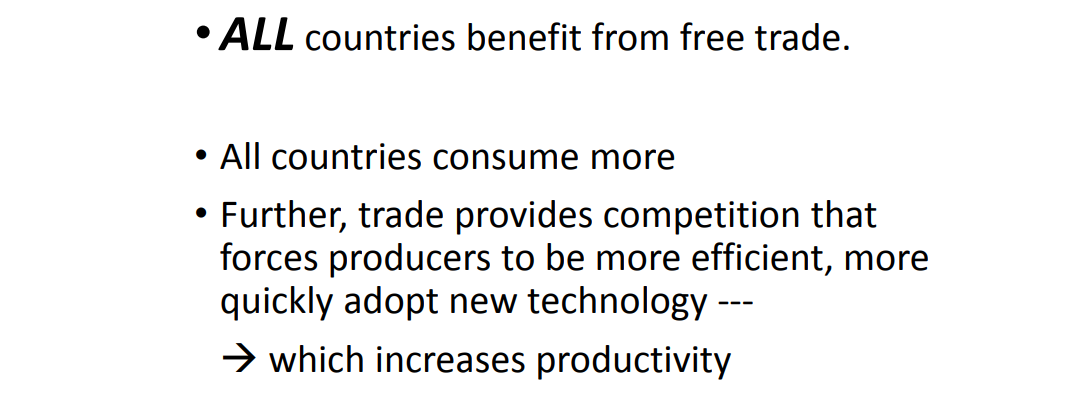 • ALL countries benefit from free trade.
• All countries consume more
• Further, trade provides competition that
forces producers to be more efficient, more
quickly adopt new technology ---
→ which increases productivity